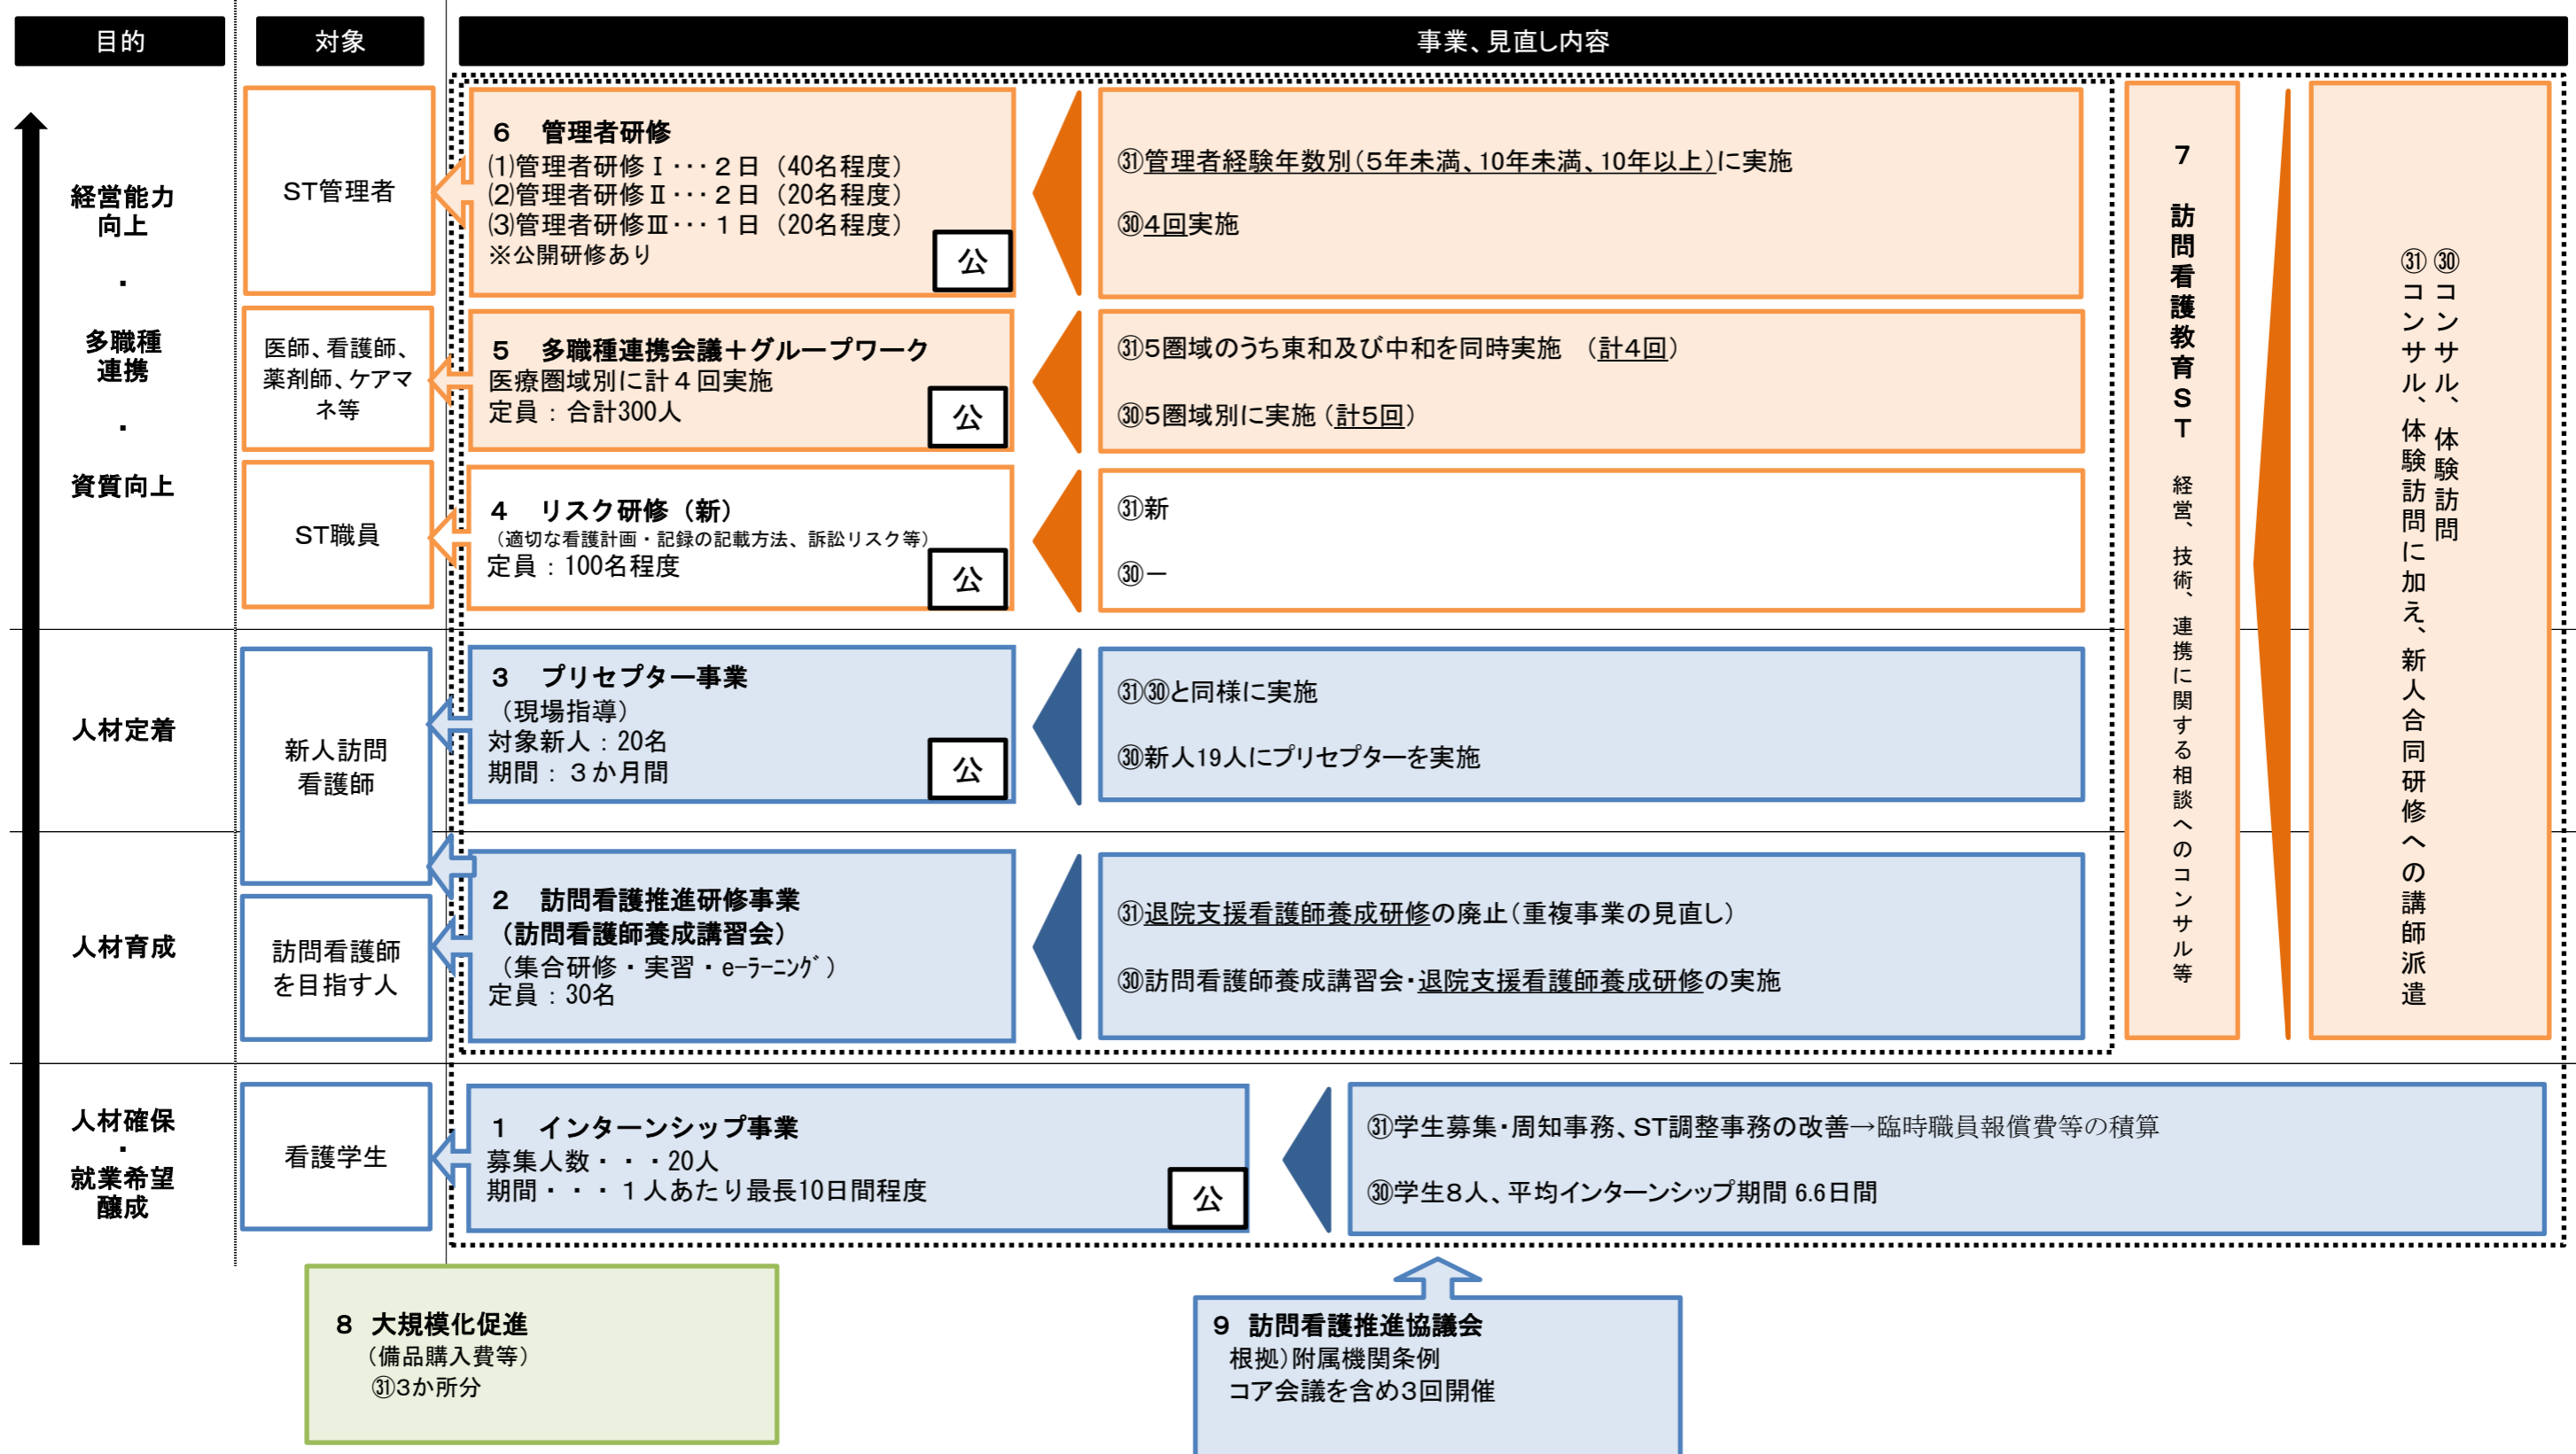 目的
対象
事業、見直し内容
経営能力
向上
・
多職種
連携
・
資質向上
ST管理者
6　管理者研修
⑴管理者研修Ⅰ・・・２日（40名程度）
⑵管理者研修Ⅱ・・・２日（20名程度）
⑶管理者研修Ⅲ・・・１日（20名程度）
※公開研修あり
公
㉛管理者経験年数別（５年未満、10年未満、10年以上）に実施
㉚４回実施
医師、看護師、
薬剤師、ケアマ
ネ等
5　多職種連携会議＋グループワーク
医療圏域別に計４回実施
定員：合計300人
公
㉛５圏域のうち東和及び中和を同時実施　（計４回）
㉚５圏域別に実施（計５回）
ST職員
4　リスク研修（新）
（適切な看護計画・記録の記載方法、訴訟リスク等）
定員：100名程度
公
㉛新
㉚－
人材定着
新人訪問
看護師
3　プリセプター事業
（現場指導）
対象新人：20名
期間：３か月間
公
㉛㉚と同様に実施
㉚新人19人にプリセプターを実施
人材育成
訪問看護師
を目指す人
2　訪問看護推進研修事業
（訪問看護師養成講習会）
（集合研修・実習・e-ﾗｰﾆﾝｸﾞ）
定員：30名
㉛退院支援看護師養成研修の廃止（重複事業の見直し）
㉚訪問看護師養成講習会・退院支援看護師養成研修の実施
7　訪問看護教育ＳＴ　経営、技術、連携に関する相談へのコンサル等
㉚コンサル、体験訪問
㉛コンサル、体験訪問に加え、新人合同研修への講師派遣
人材確保
・
就業希望
醸成
看護学生
1　インターンシップ事業
募集人数・・・20人
期間・・・１人あたり最長10日間程度
公
㉛学生募集・周知事務、ST調整事務の改善→臨時職員報償費等の積算
㉚学生８人、平均インターンシップ期間 6.6日間
8　大規模化促進
（備品購入費等）
㉛３か所分
9　訪問看護推進協議会
根拠）附属機関条例
コア会議を含め３回開催